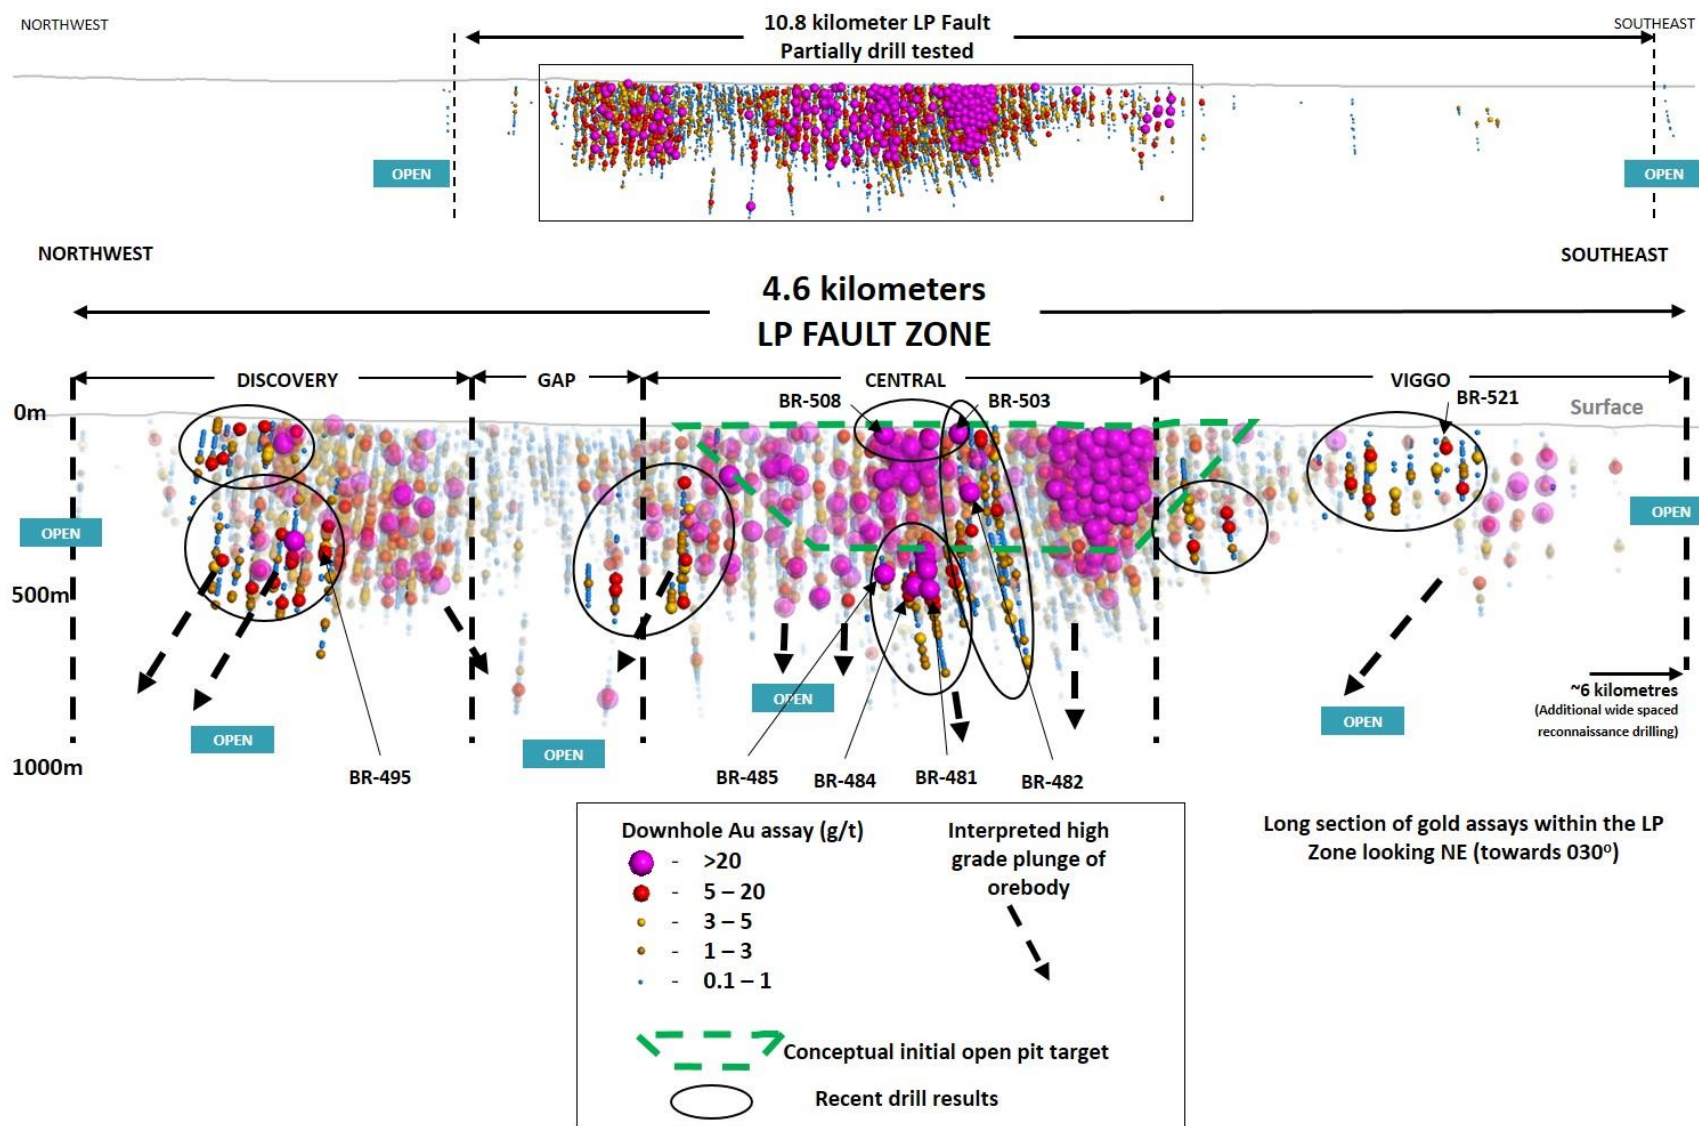 NORTHWEST
10.8 kilometer LP Fault
Partially drill tested
SOUTHEAST
OPEN
OPEN
NORTHWEST
SOUTHEAST
4.6 kilometers
LP FAULT ZONE
DISCOVERY
GAP
CENTRAL
VIGGO
0m
BR-508
BR-503
BR-521
Surface
OPEN
OPEN
500m
OPEN
OPEN
OPEN
OPEN
~6 kilometres
(Additional wide spaced
reconnaissance drilling)
1000m
BR-495
BR-485
BR-484
BR-481
BR-482
Downhole Au assay (g/t)
- >20
- 5 – 20
- 3 – 5
- 1 – 3
- 0.1 – 1
Interpreted high
grade plunge of
orebody
Conceptual initial open pit target
Recent drill results
Long section of gold assays within the LP
Zone looking NE (towards 030º)